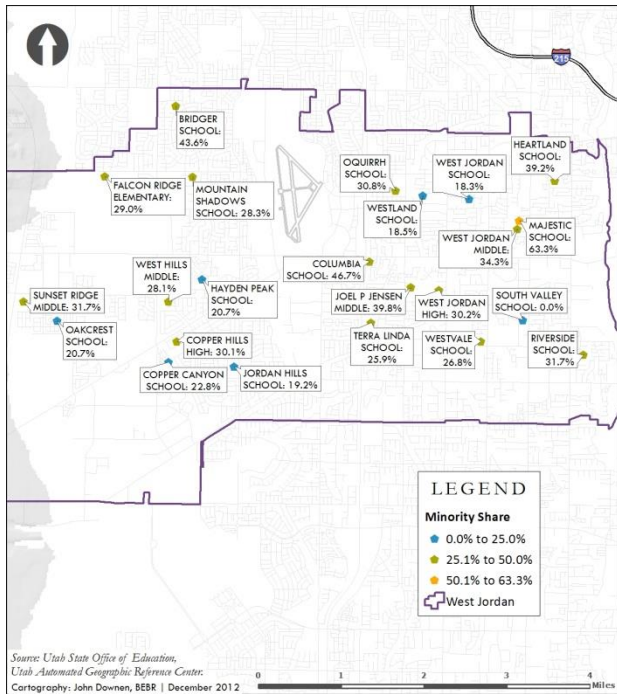 215
BRIDGER
SCHOOL:
43.6%
HEARTLAND
SCHOOL:
39.2%
OQUIRRH
SCHOOL:
30.8%
WEST JORDAN
SCHOOL:
18.3%
FALCON RIDGE
ELEMENTARY:
29.0%
MOUNTAIN
SHADOWS
SCHOOL: 28.3%
WESTLAND
SCHOOL:
18.5%
WEST JORDAN
MIDDLE:
34.3%
MAJESTIC
SCHOOL:
63.3%
WEST HILLS
MIDDLE:
28.1%
COLUMBIA
SCHOOL: 46.7%
HAYDEN PEAK
SCHOOL:
20.7%
SUNSET RIDGE
MIDDLE: 31.7%
JOEL P JENSEN
MIDDLE: 39.8%
WEST JORDAN
HIGH: 30.2%
SOUTH VALLEY
SCHOOL: 0.0%
OAKCREST
SCHOOL:
20.7%
COPPER HILLS
HIGH: 30.1%
TERRA LINDA
SCHOOL:
25.9%
WESTVALE
SCHOOL:
26.8%
RIVERSIDE
SCHOOL:
31.7%
COPPER CANYON
SCHOOL: 22.8%
JORDAN HILLS
SCHOOL: 19.2%
LEGEND
Minority Share
0.0% to 25.0%
25.1% to 50.0%
50.1% to 63.3%
West Jordan
Source: Utah State Office of Education,
Utah Automated Geographic Reference Center.
Cartography: John Downen, BEBR | December 2012
0 1 2 3 4
Miles